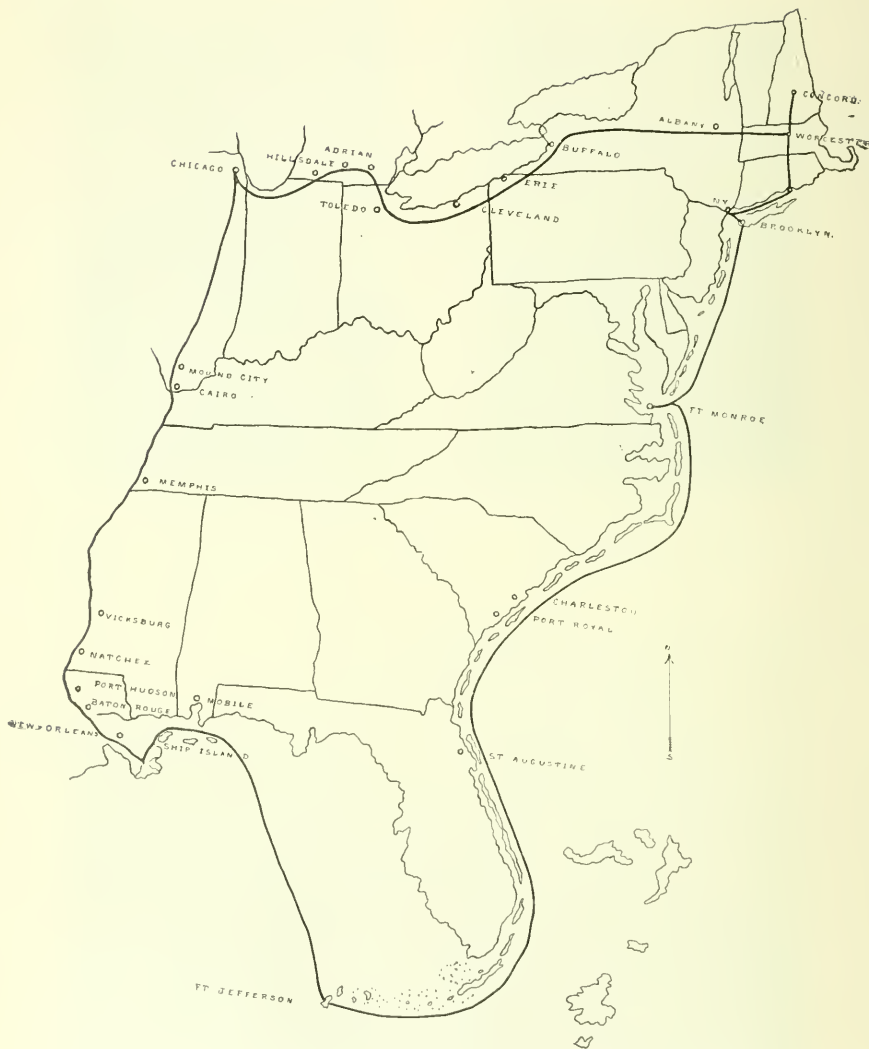 CONCORD.
ALBANY
WORCESTER
BUFFALO
ADRIAN
HILLSDALE
CHICAGO
ERIE
TOLEDO
CLEVELAND
NY
BROOKLYN.
MOUND CITY
CAIRO
FT MONROE
MEMPHIS
CHARLESTON
VICKSBURG
PORT ROYAL
NATCHEZ
N
PORT HUDSON
MOBILE
BATON ROUGE
NEW ORLEANS
SHIP ISLAND
S
ST AUGUSTINE
FT JEFFERSON